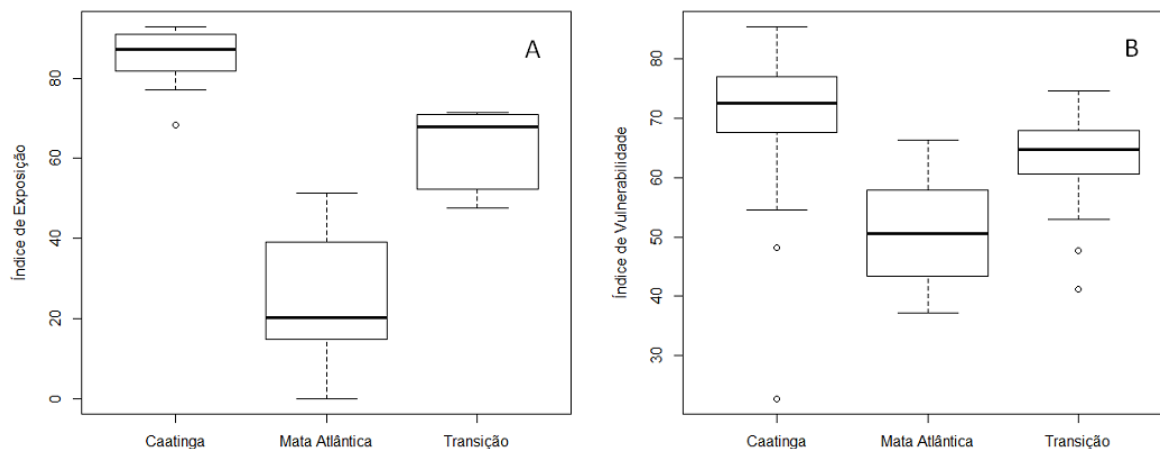 A
Índice de Exposição
80
60
40
20
0
Caatinga Mata Atlântica Transição
B
Índice de Vulnerabilidade
80
70
60
50
40
30
Caatinga Mata Atlântica Transição